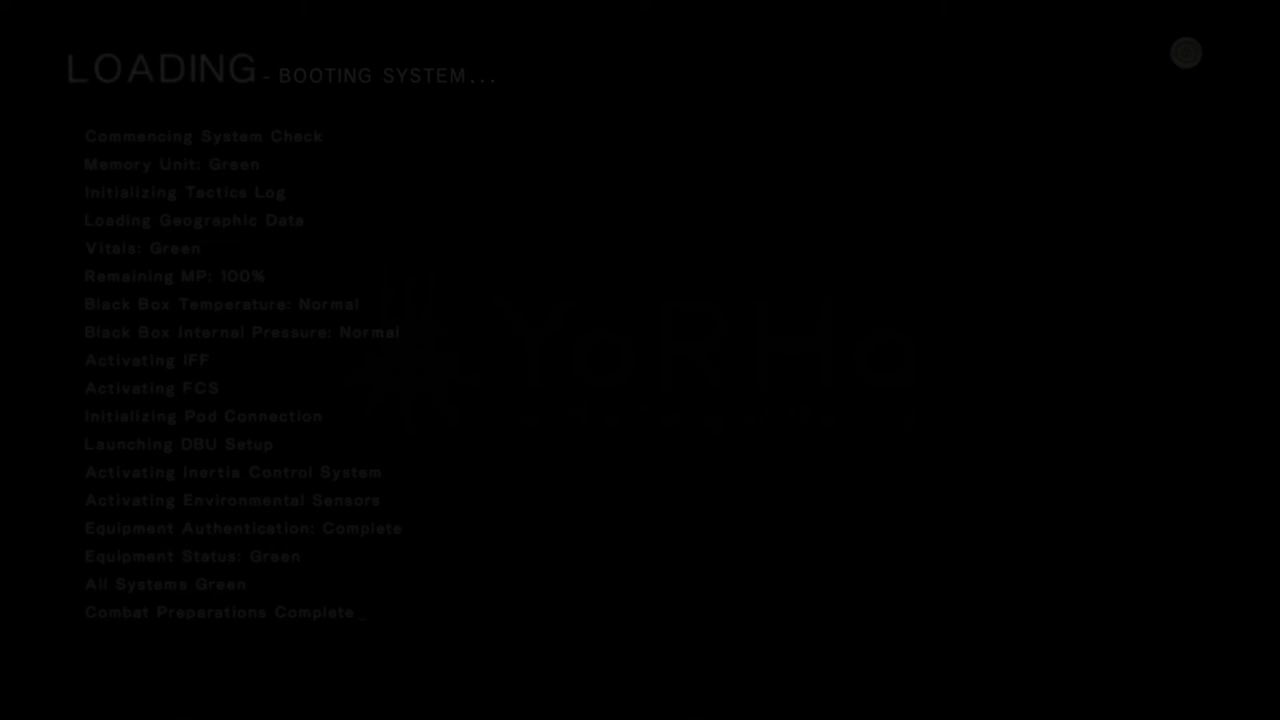 LOADING - BOOTING SYSTEM...
Commencing System Check
Memory Unit: Green
Initializing Tactics Log
Loading Geographic Data
Vitals: Green
Remaining MP: 100%
Black Box Temperature: Normal
Black Box Internal Pressure: Normal
Activating IFF
Activating FCS
Initializing Pod Connection
Launching DBU Setup
Activating Inertia Control System
Activating Environmental Sensors
Equipment Authentication: Complete
Equipment Status: Green
All Systems Green
Combat Preparations Complete_
YoRHa